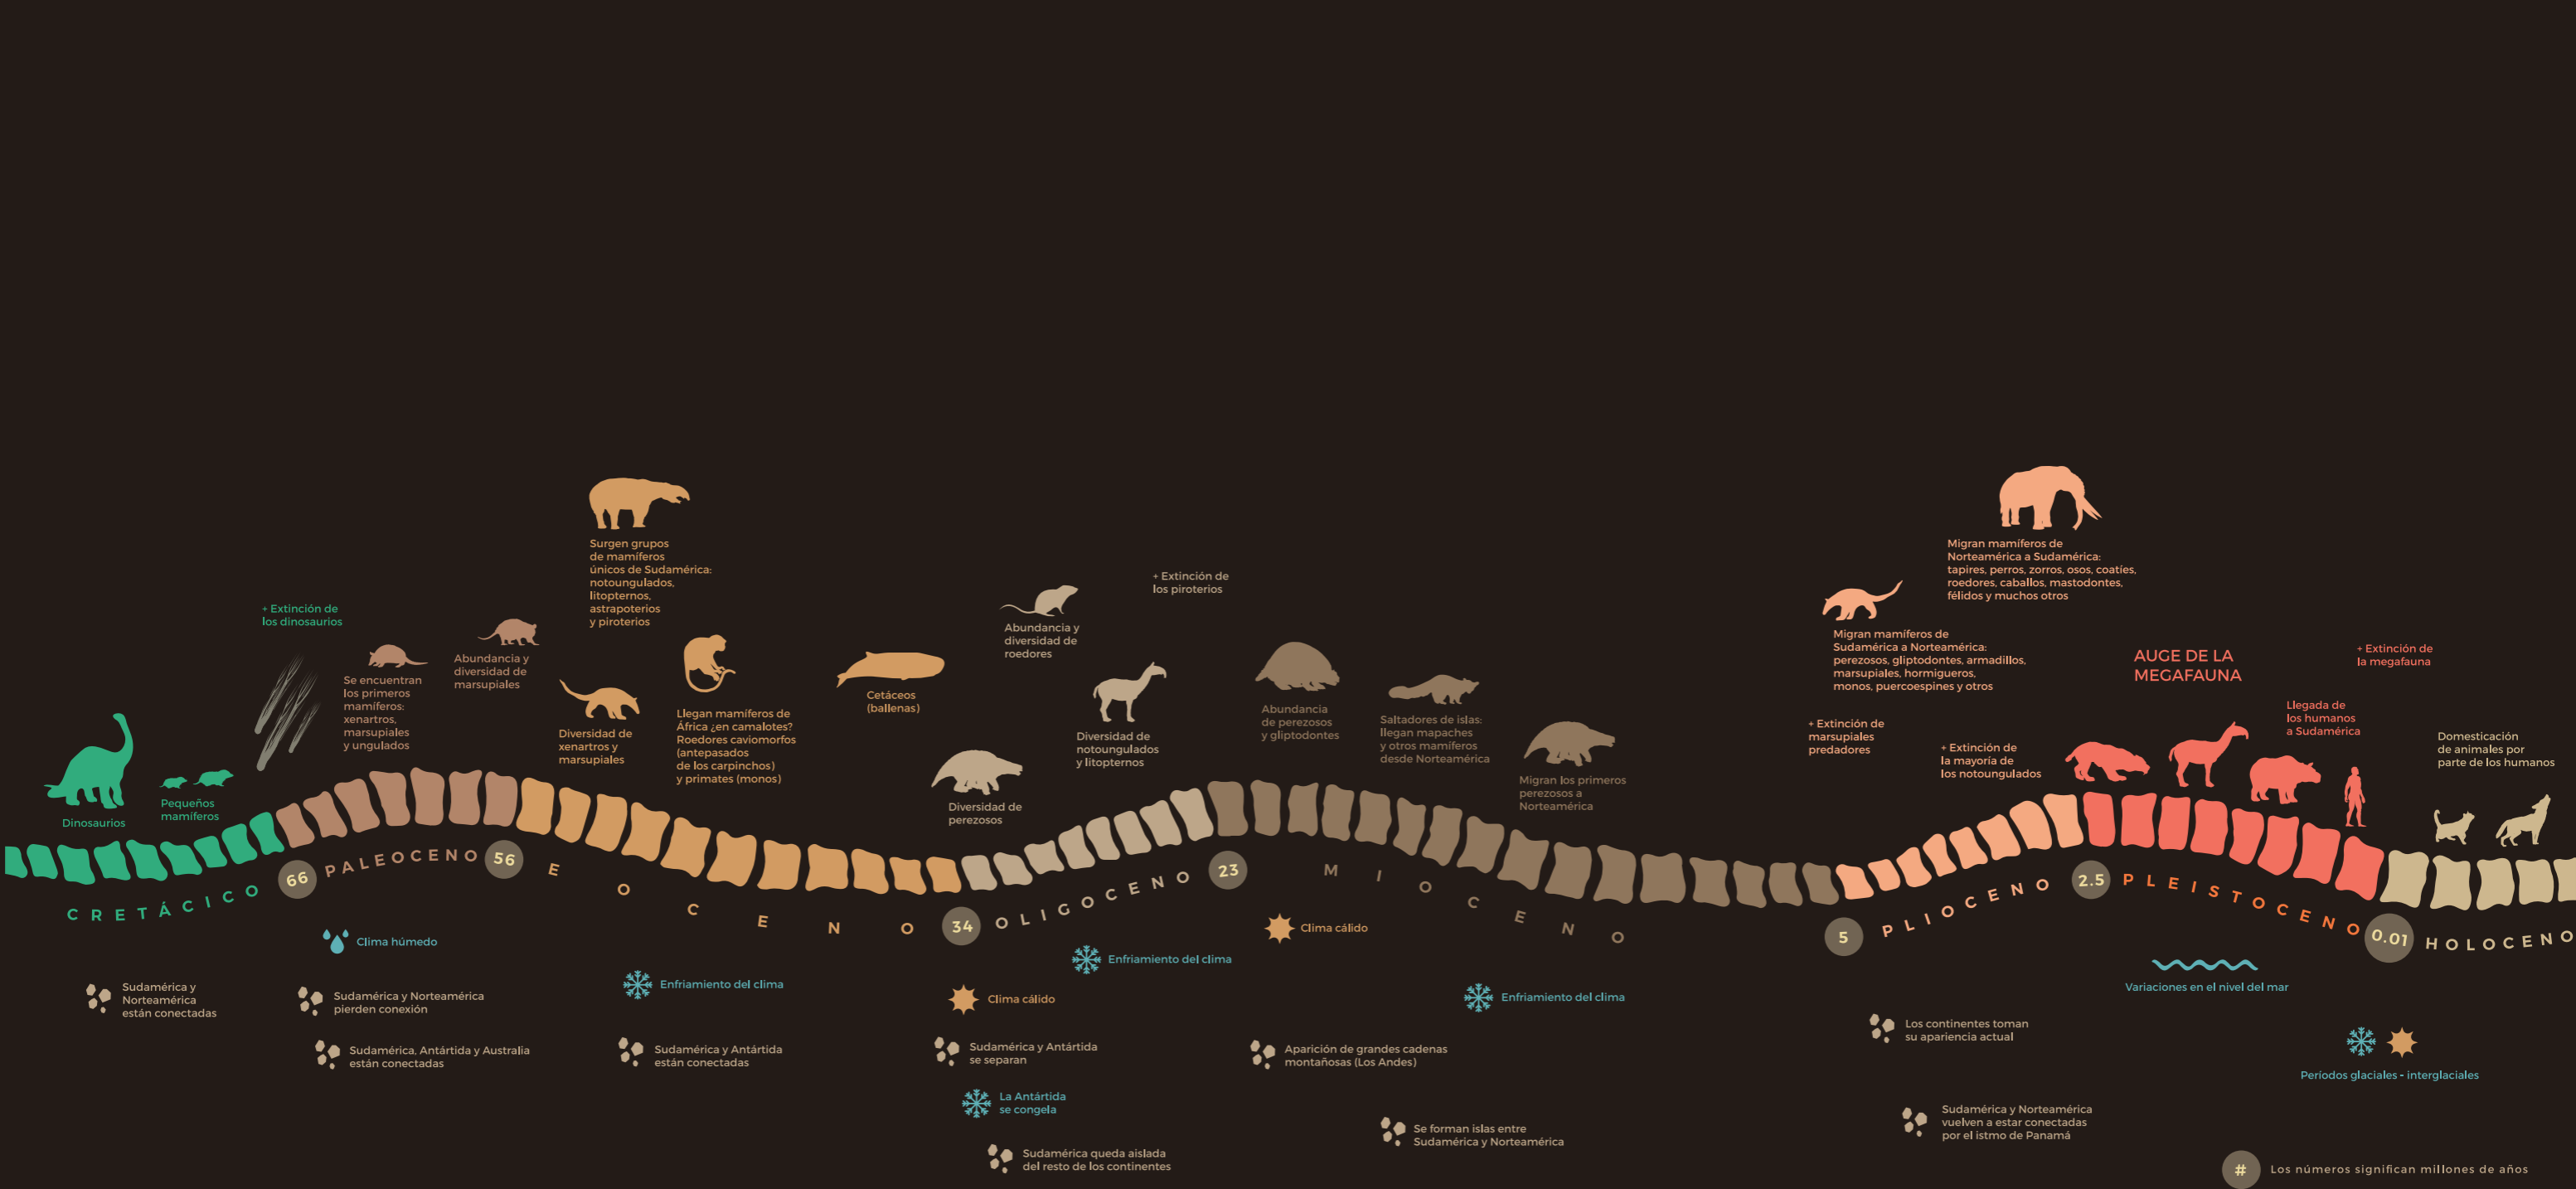 Surgen grupos
de mamíferos
únicos de Sudamérica:
notoungulados,
litopternos,
astrapoterios
y piroterios
Migran mamíferos de
Norteamérica a Sudamérica:
tapires, perros, zorros, osos, coatíes,
roedores, caballos, mastodontes,
félidos y muchos otros
+ Extinción de
los piroterios
+ Extinción de
los dinosaurios
Se encuentran
los primeros
mamíferos:
xenartros,
marsupiales
y ungulados
Abundancia y
diversidad de
marsupiales
Diversidad de
xenartros y
marsupiales
Llegan mamíferos de
África ¿en camalotes?
Roedores caviomorfos
(antepasados
de los carpinchos)
y primates (monos)
Cetáceos
(ballenas)
Abundancia y
diversidad de
roedores
Diversidad de
notoungulados
y litopternos
Diversidad de
perezosos
Abundancia
de perezosos
y gliptodontes
Saltadores de islas:
llegan mapaches
y otros mamíferos
desde Norteamérica
Migran los primeros
perezosos a
Norteamérica
Migran mamíferos de
Sudamérica a Norteamérica:
perezosos, gliptodontes, armadillos,
marsupiales, hormigueros,
monos, puercoespines y otros
+ Extinción de
marsupiales
predadores
+ Extinción de
la mayoría de
los notoungulados
AUGE DE LA
MEGAFAUNA
+ Extinción de
la megafauna
Llegada de
los humanos
a Sudamérica
Domesticación
de animales por
parte de los humanos
Dinosaurios
Pequeños
mamíferos
CRETÁCICO
66
PALEOCENO
56
EOCENO
34
OLIGOCENO
23
MIOCENO
5
PLIOCENO
2.5
PLEISTOCENO
0.01
HOLOCENO
Clima húmedo
Sudamérica y
Norteamérica
están conectadas
Sudamérica y Norteamérica
pierden conexión
Sudamérica, Antártida y Australia
están conectadas
Enfriamiento del clima
Sudamérica y Antártida
están conectadas
Enfriamiento del clima
Clima cálido
Sudamérica y Antártida
se separan
La Antártida
se congela
Sudamérica queda aislada
del resto de los continentes
Clima cálido
Enfriamiento del clima
Aparición de grandes cadenas
montañosas (Los Andes)
Se forman islas entre
Sudamérica y Norteamérica
Variaciones en el nivel del mar
Los continentes toman
su apariencia actual
Períodos glaciales - interglaciales
Sudamérica y Norteamérica
vuelven a estar conectadas
por el istmo de Panamá
# Los números significan millones de años